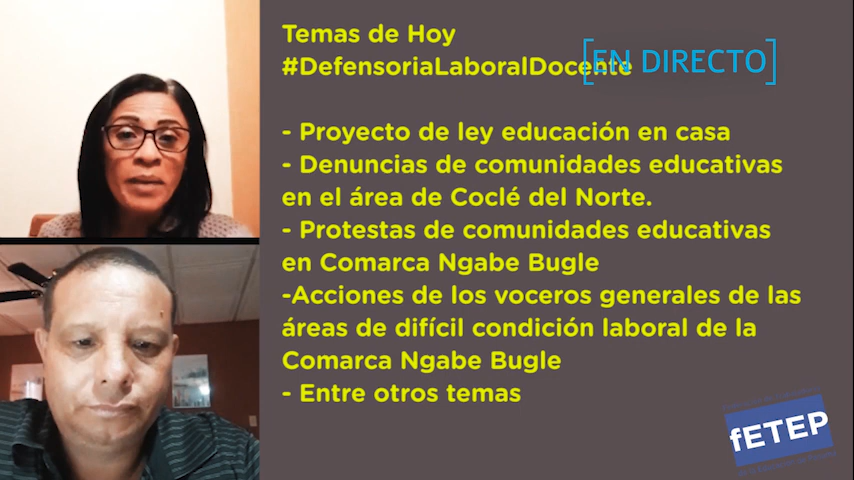 Temas de Hoy
#DefensoriaLaboralDocente
[EN DIRECTO]
- Proyecto de ley educación en casa
- Denuncias de comunidades educativas
en el área de Coclé del Norte.
- Protestas de comunidades educativas
en Comarca Ngabe Bugle
-Acciones de los voceros generales de las
áreas de difícil condición laboral de la
Comarca Ngabe Bugle
- Entre otros temas
fETEP